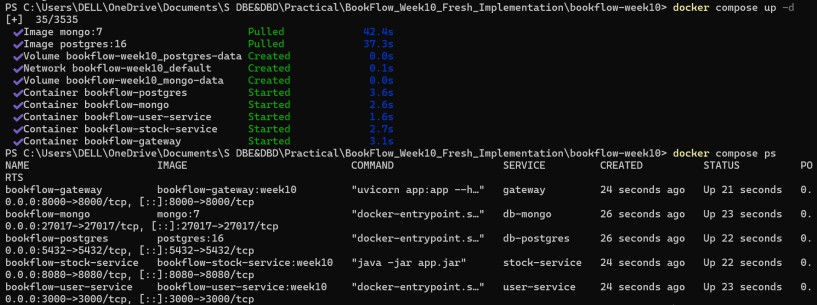 PS C:\Users\DELL\OneDrive\Documents\S DBE&DBD\Practical\BookFlow_Week10_Fresh_Implementation\bookflow-week10> docker compose up -d
[+]  35/3535
✔Image mongo:7 Pulled 42.4s
✔Image postgres:16 Pulled 37.3s
✔Volume bookflow-week10_postgres-data Created 0.0s
✔Network bookflow-week10_default Created 0.1s
✔Volume bookflow-week10_mongo-data Created 0.0s
✔Container bookflow-postgres Started 3.6s
✔Container bookflow-mongo Started 2.6s
✔Container bookflow-user-service Started 1.6s
✔Container bookflow-stock-service Started 2.7s
✔Container bookflow-gateway Started 3.1s
PS C:\Users\DELL\OneDrive\Documents\S DBE&DBD\Practical\BookFlow_Week10_Fresh_Implementation\bookflow-week10> docker compose ps
NAME IMAGE COMMAND SERVICE CREATED STATUS PO
RTS
bookflow-gateway bookflow-gateway:week10 "uvicorn app:app --h…" gateway 24 seconds ago Up 21 seconds 0.
0.0.0:8000->8000/tcp, [::]:8000->8000/tcp
bookflow-mongo mongo:7 "docker-entrypoint.s…" db-mongo 26 seconds ago Up 23 seconds 0.
0.0.0:27017->27017/tcp, [::]:27017->27017/tcp
bookflow-postgres postgres:16 "docker-entrypoint.s…" db-postgres 26 seconds ago Up 22 seconds 0.
0.0.0:5432->5432/tcp, [::]:5432->5432/tcp
bookflow-stock-service bookflow-stock-service:week10 "java -jar app.jar" stock-service 24 seconds ago Up 22 seconds 0.
0.0.0:8080->8080/tcp, [::]:8080->8080/tcp
bookflow-user-service bookflow-user-service:week10 "docker-entrypoint.s…" user-service 24 seconds ago Up 23 seconds 0.
0.0.0:3000->3000/tcp, [::]:3000->3000/tcp